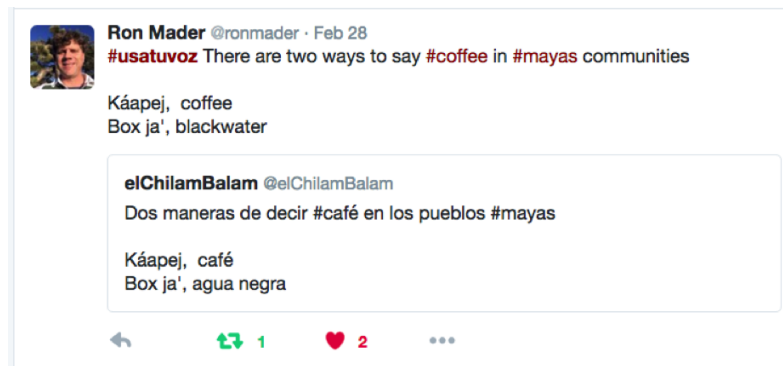 Ron Mader @ronmader · Feb 28
#usatuvoz There are two ways to say #coffee in #mayas communities
Káapej,  coffee
Box ja', blackwater
elChilamBalam @elChilamBalam
Dos maneras de decir #café en los pueblos #mayas
Káapej,  café
Box ja', agua negra
1 2